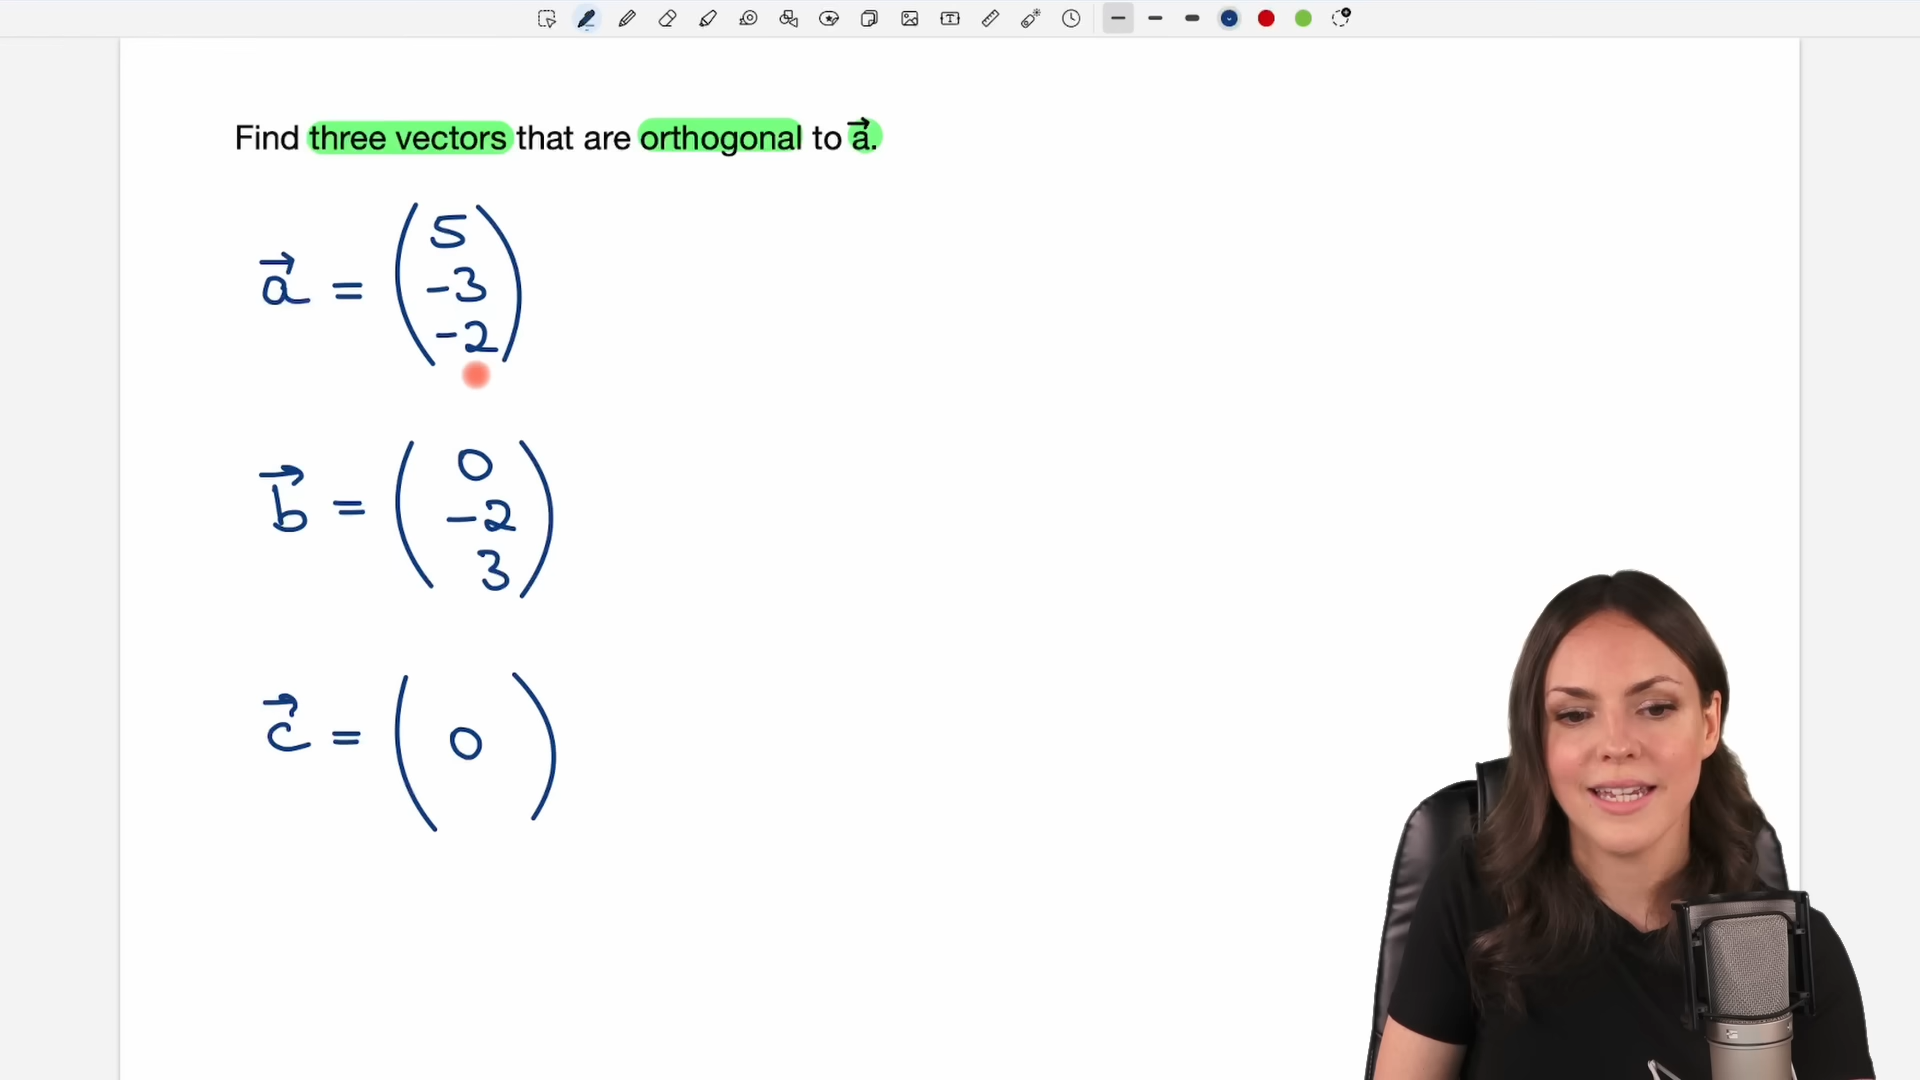 Find three vectors that are orthogonal to a⃗.
a⃗ = ( 5
-3
-2 )
b⃗ = ( 0
-2
3 )
c⃗ = ( 0 )